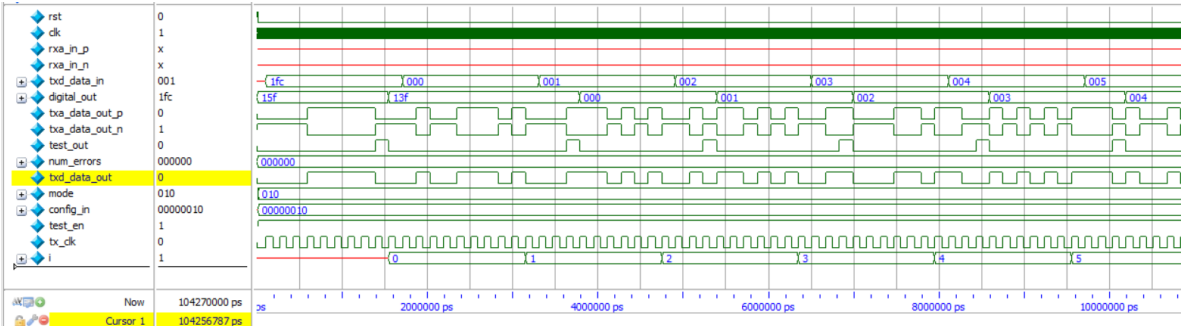 rst 0
clk 1
rxa_in_p x
rxa_in_n x
txd_data_in 001 1fc 000 001 002 003 004 005
digital_out 1fc 15f 13f 000 001 002 003 004
txa_data_out_p 0
txa_data_out_n 1
test_out 0
num_errors 000000 000000
txd_data_out 0
mode 010 010
config_in 00000010 00000010
test_en 1
tx_clk 0
i 1 0 1 2 3 4 5
Now 104270000 ps ps 2000000 ps 4000000 ps 6000000 ps 8000000 ps 10000000 ps
Cursor 1 104256787 ps